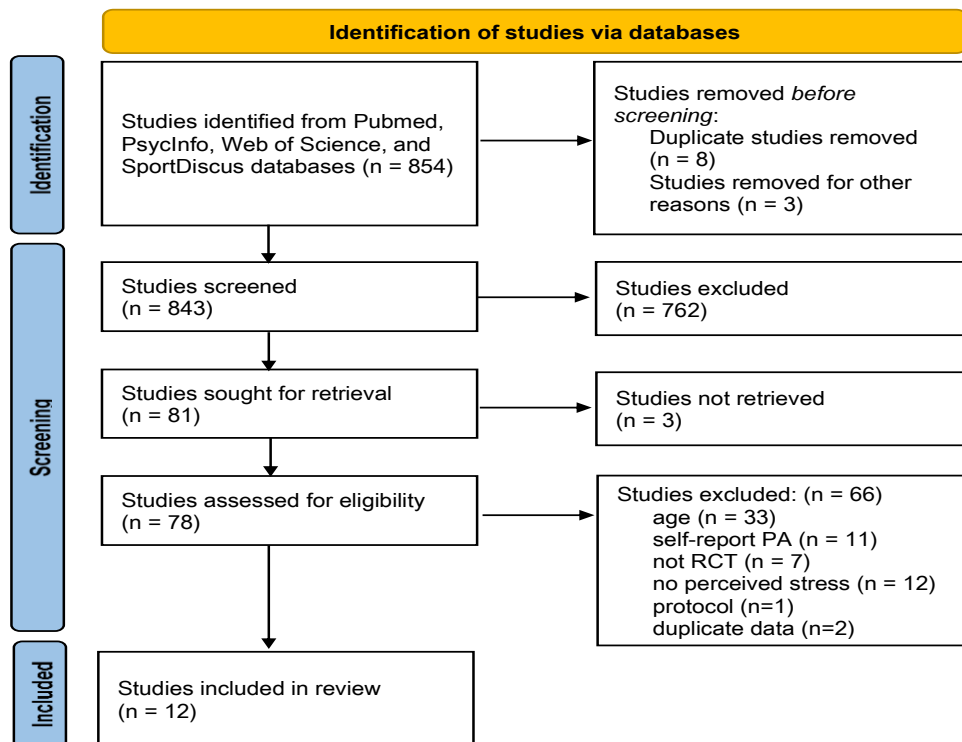 Identification of studies via databases
Identification
Studies identified from Pubmed,
PsycInfo, Web of Science, and
SportDiscus databases (n = 854)
Studies removed before
screening:
Duplicate studies removed
(n = 8)
Studies removed for other
reasons (n = 3)
Screening
Studies screened
(n = 843)
Studies excluded
(n = 762)
Studies sought for retrieval
(n = 81)
Studies not retrieved
(n = 3)
Studies assessed for eligibility
(n = 78)
Studies excluded: (n = 66)
age (n = 33)
self-report PA (n = 11)
not RCT (n = 7)
no perceived stress (n = 12)
protocol (n=1)
duplicate data (n=2)
Included
Studies included in review
(n = 12)